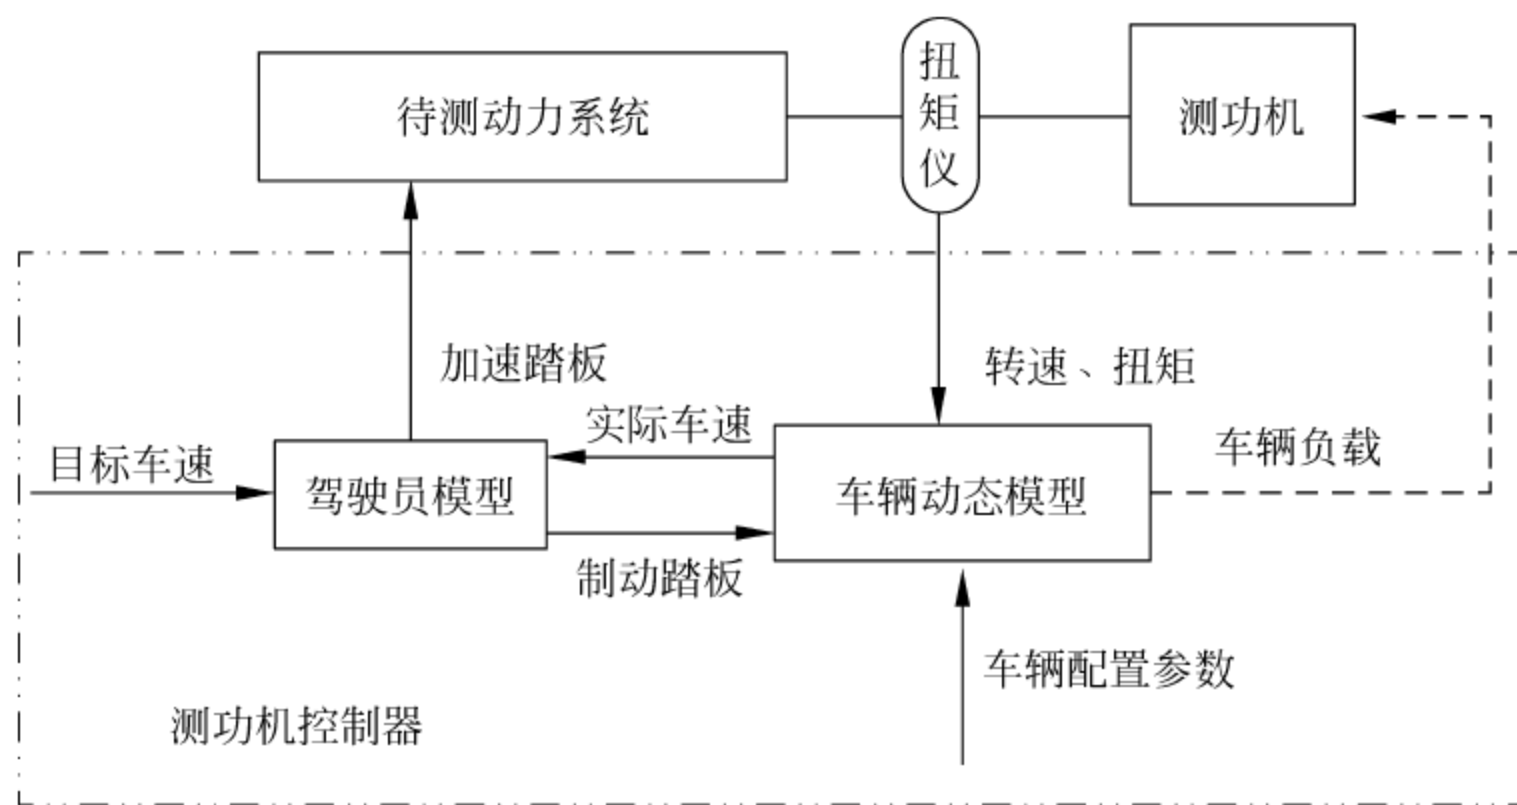 待测动力系统
扭矩仪
测功机
加速踏板
转速、扭矩
实际车速
目标车速
车辆负载
驾驶员模型
车辆动态模型
制动踏板
车辆配置参数
测功机控制器